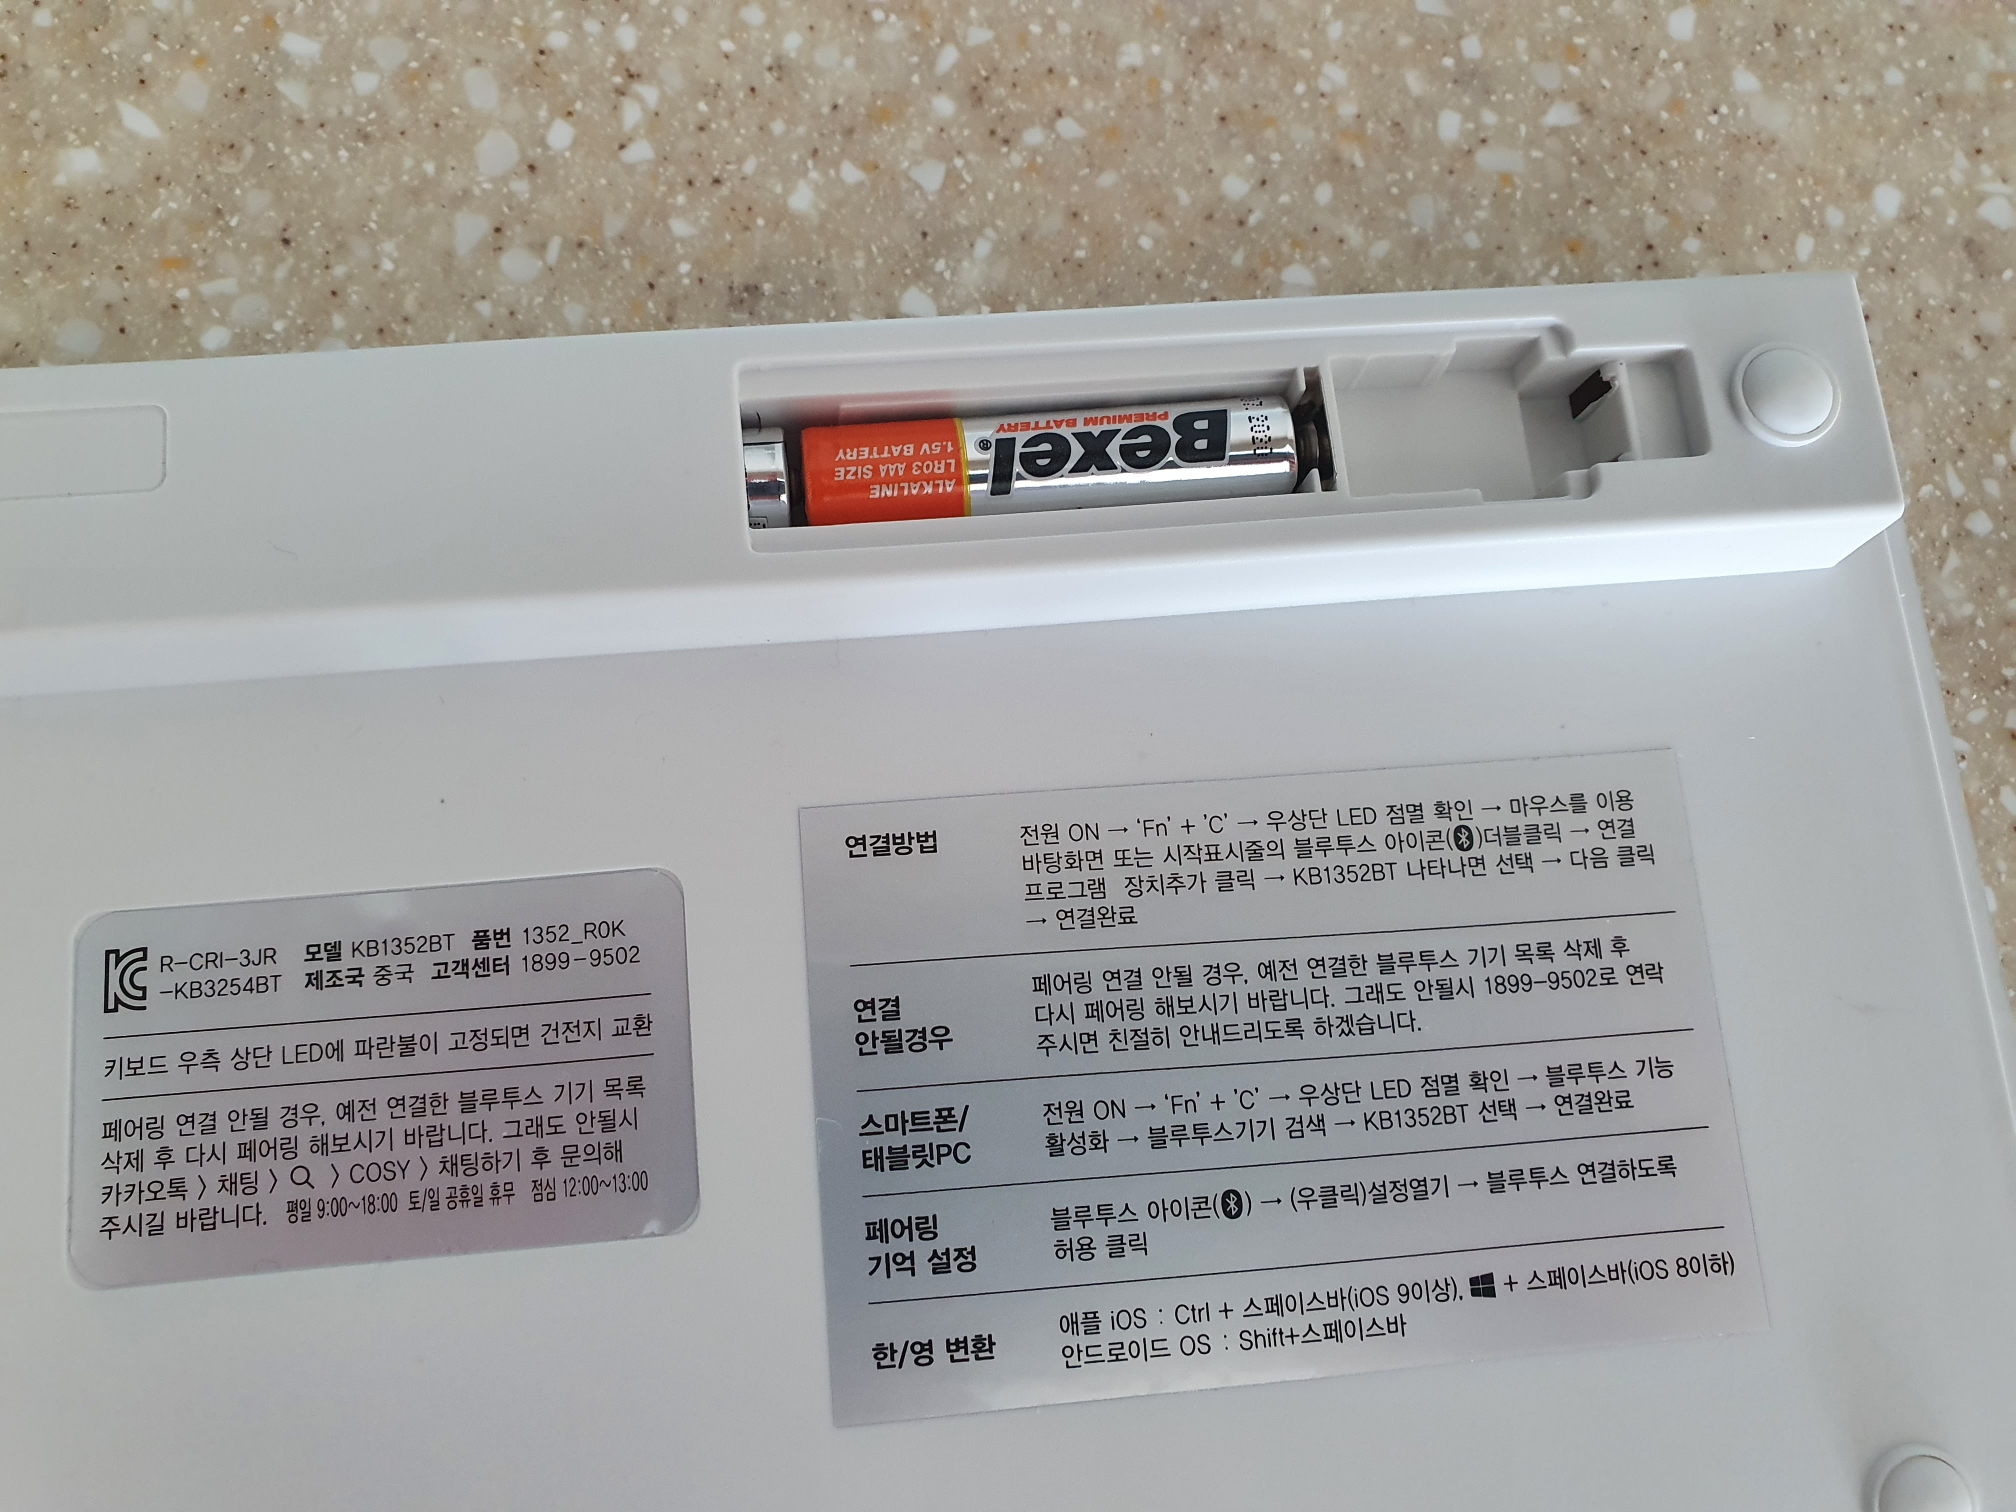 Bexel®
PREMIUM BATTERY
ALKALINE
LR03 AAA SIZE
1.5V BATTERY
R-CRI-3JR 모델 KB1352BT 품번 1352_R0K
-KB3254BT 제조국 중국 고객센터 1899-9502
키보드 우측 상단 LED에 파란불이 고정되면 건전지 교환
페어링 연결 안될 경우, 예전 연결한 블루투스 기기 목록
삭제 후 다시 페어링 해보시기 바랍니다. 그래도 안될시
카카오톡 > 채팅 > > COSY > 채팅하기 후 문의해
주시길 바랍니다. 평일 9:00~18:00 토/일 공휴일 휴무 점심 12:00~13:00
연결방법
전원 ON → 'Fn' + 'C' → 우상단 LED 점멸 확인 → 마우스를 이용
바탕화면 또는 시작표시줄의 블루투스 아이콘()더블클릭 → 연결
프로그램 장치추가 클릭 → KB1352BT 나타나면 선택 → 다음 클릭
→ 연결완료
연결
안될경우
페어링 연결 안될 경우, 예전 연결한 블루투스 기기 목록 삭제 후
다시 페어링 해보시기 바랍니다. 그래도 안될시 1899-9502로 연락
주시면 친절히 안내드리도록 하겠습니다.
스마트폰/
태블릿PC
전원 ON → 'Fn' + 'C' → 우상단 LED 점멸 확인 → 블루투스 기능
활성화 → 블루투스기기 검색 → KB1352BT 선택 → 연결완료
페어링
기억 설정
블루투스 아이콘() → (우클릭)설정열기 → 블루투스 연결하도록
허용 클릭
한/영 변환
애플 iOS : Ctrl + 스페이스바(iOS 9이상), + 스페이스바(iOS 8이하)
안드로이드 OS : Shift+스페이스바